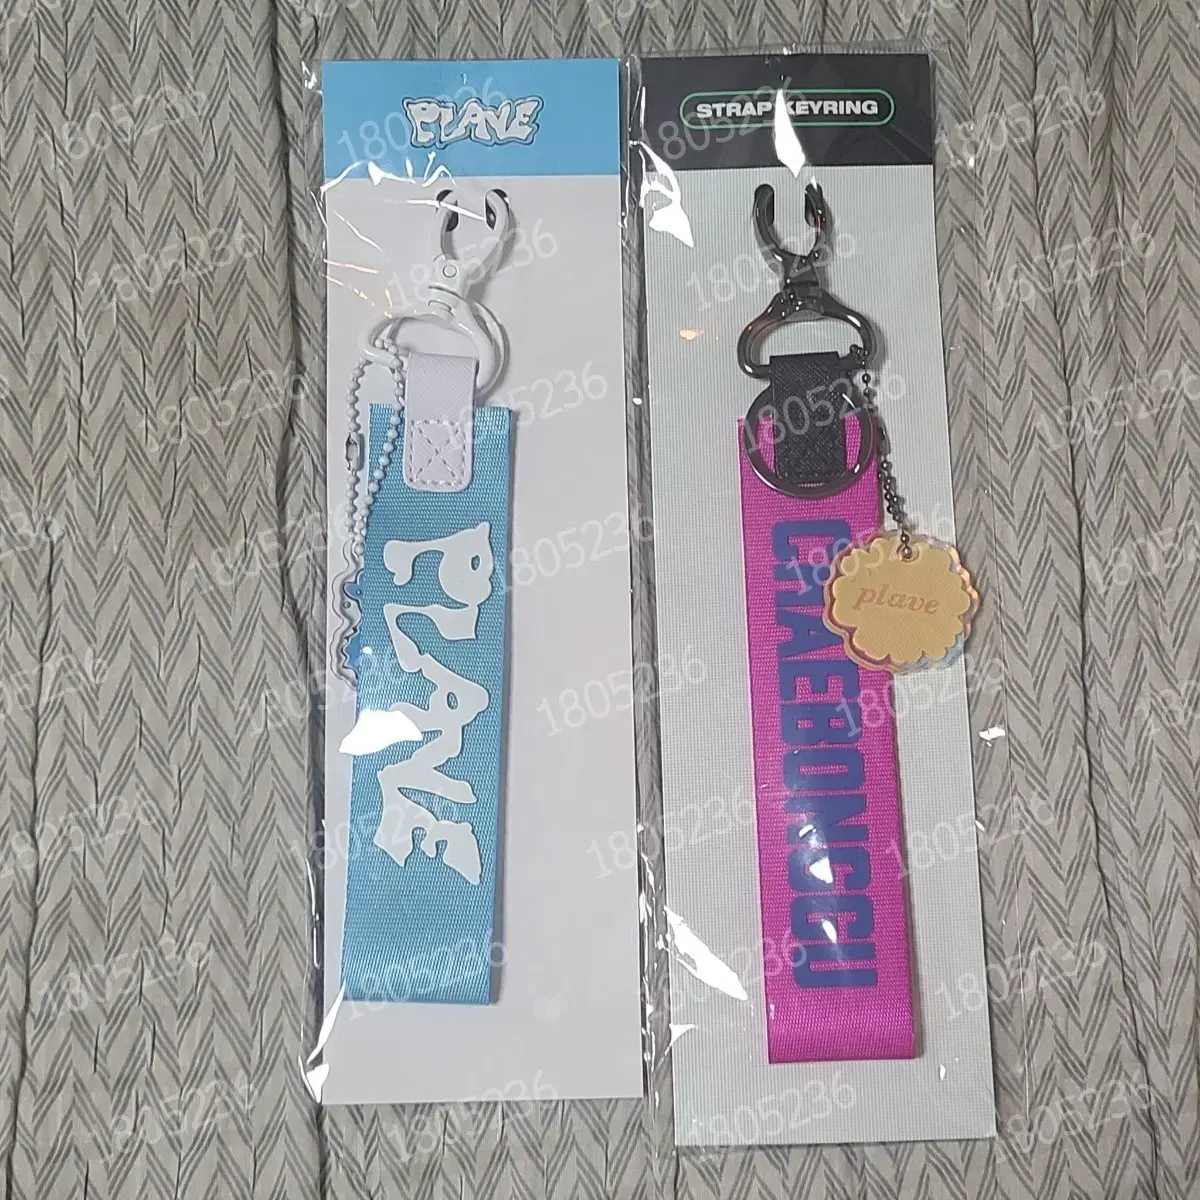 PLAVE
STRAP KEYRING
PLAVE
CHAEBONGGU
plave
1805236